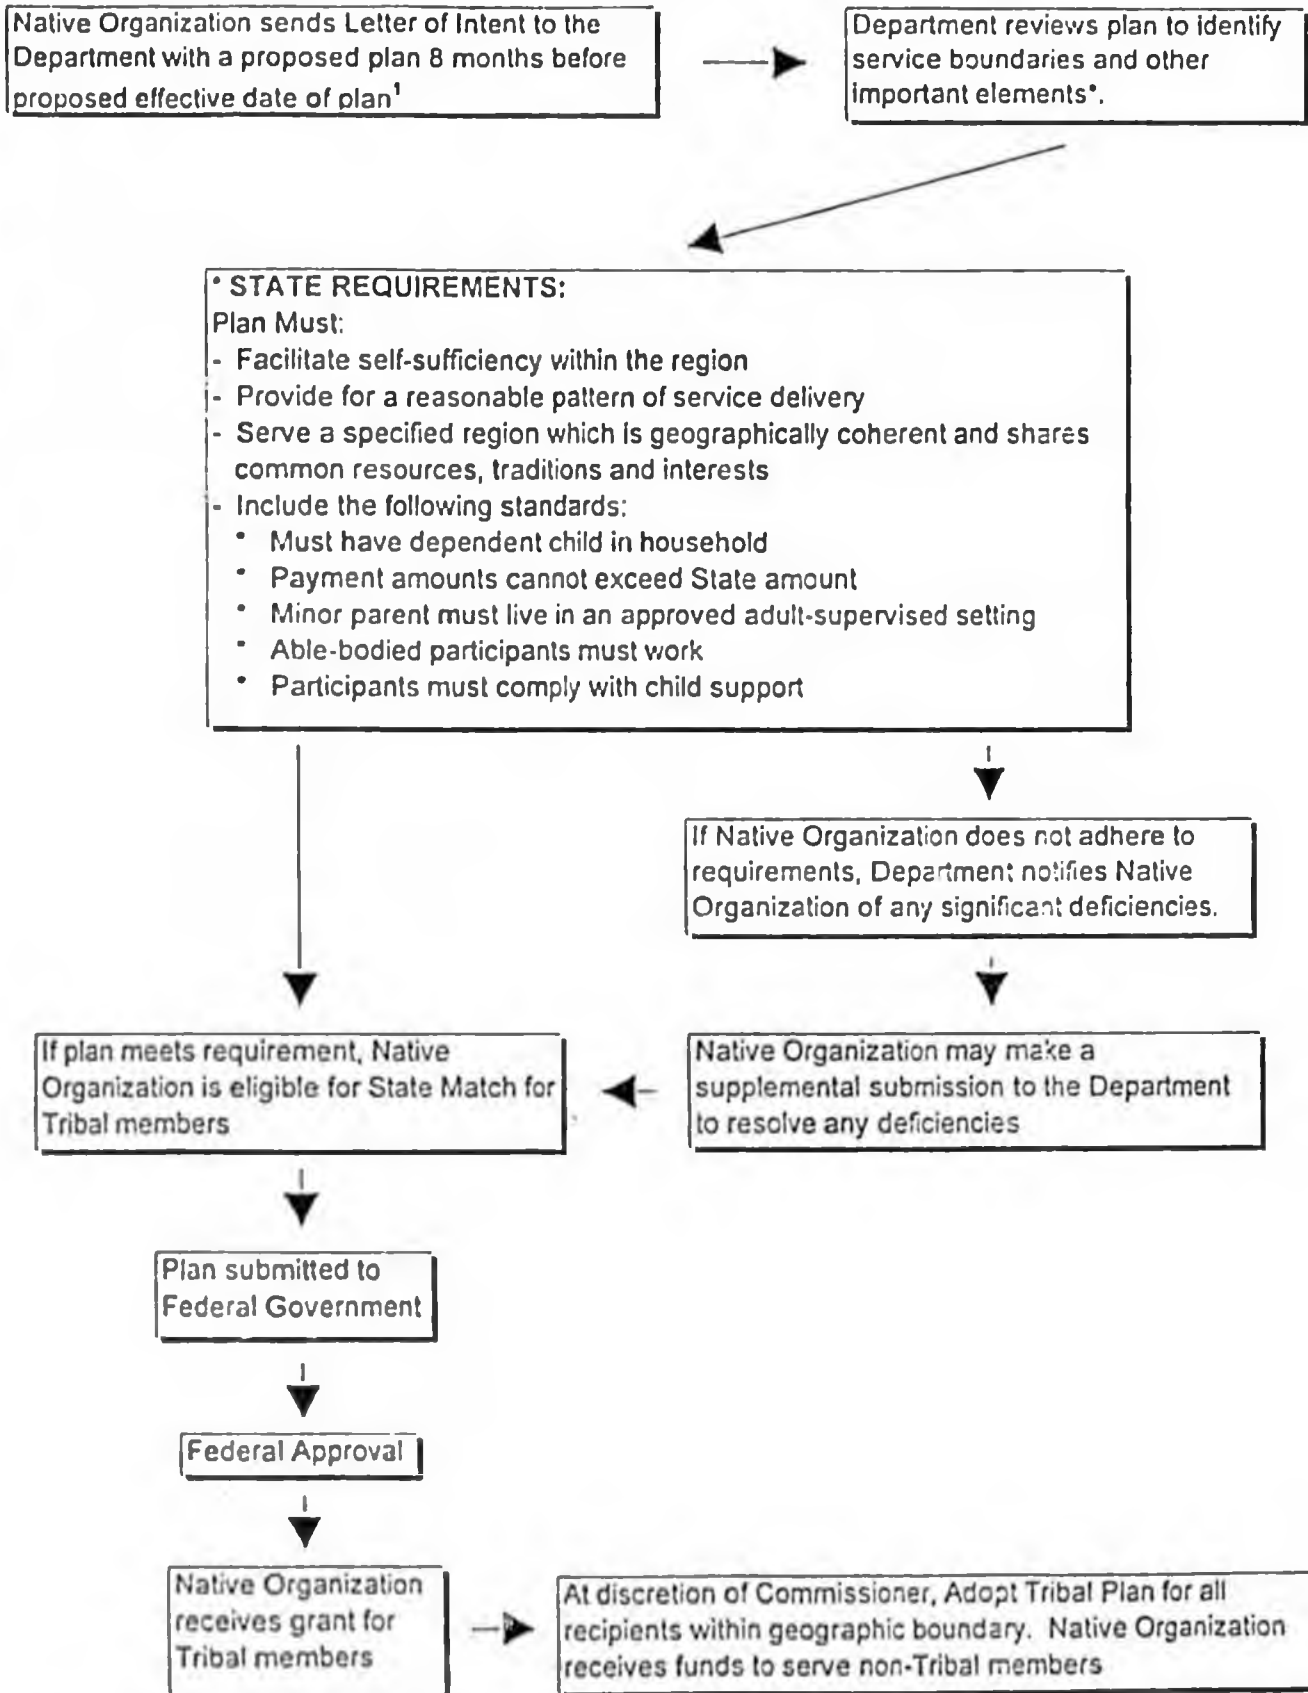 Native Organization sends Letter of Intent to the
Department with a proposed plan 8 months before
proposed effective date of plan¹
Department reviews plan to identify
service boundaries and other
important elements*.
* STATE REQUIREMENTS:
Plan Must:
- Facilitate self-sufficiency within the region
- Provide for a reasonable pattern of service delivery
- Serve a specified region which is geographically coherent and shares
common resources, traditions and interests
- Include the following standards:
* Must have dependent child in household
* Payment amounts cannot exceed State amount
* Minor parent must live in an approved adult-supervised setting
* Able-bodied participants must work
* Participants must comply with child support
If Native Organization does not adhere to
requirements, Department notifies Native
Organization of any significant deficiencies.
If plan meets requirement, Native
Organization is eligible for State Match for
Tribal members
Native Organization may make a
supplemental submission to the Department
to resolve any deficiencies
Plan submitted to
Federal Government
Federal Approval
Native Organization
receives grant for
Tribal members
At discretion of Commissioner, Adopt Tribal Plan for all
recipients within geographic boundary. Native Organization
receives funds to serve non-Tribal members